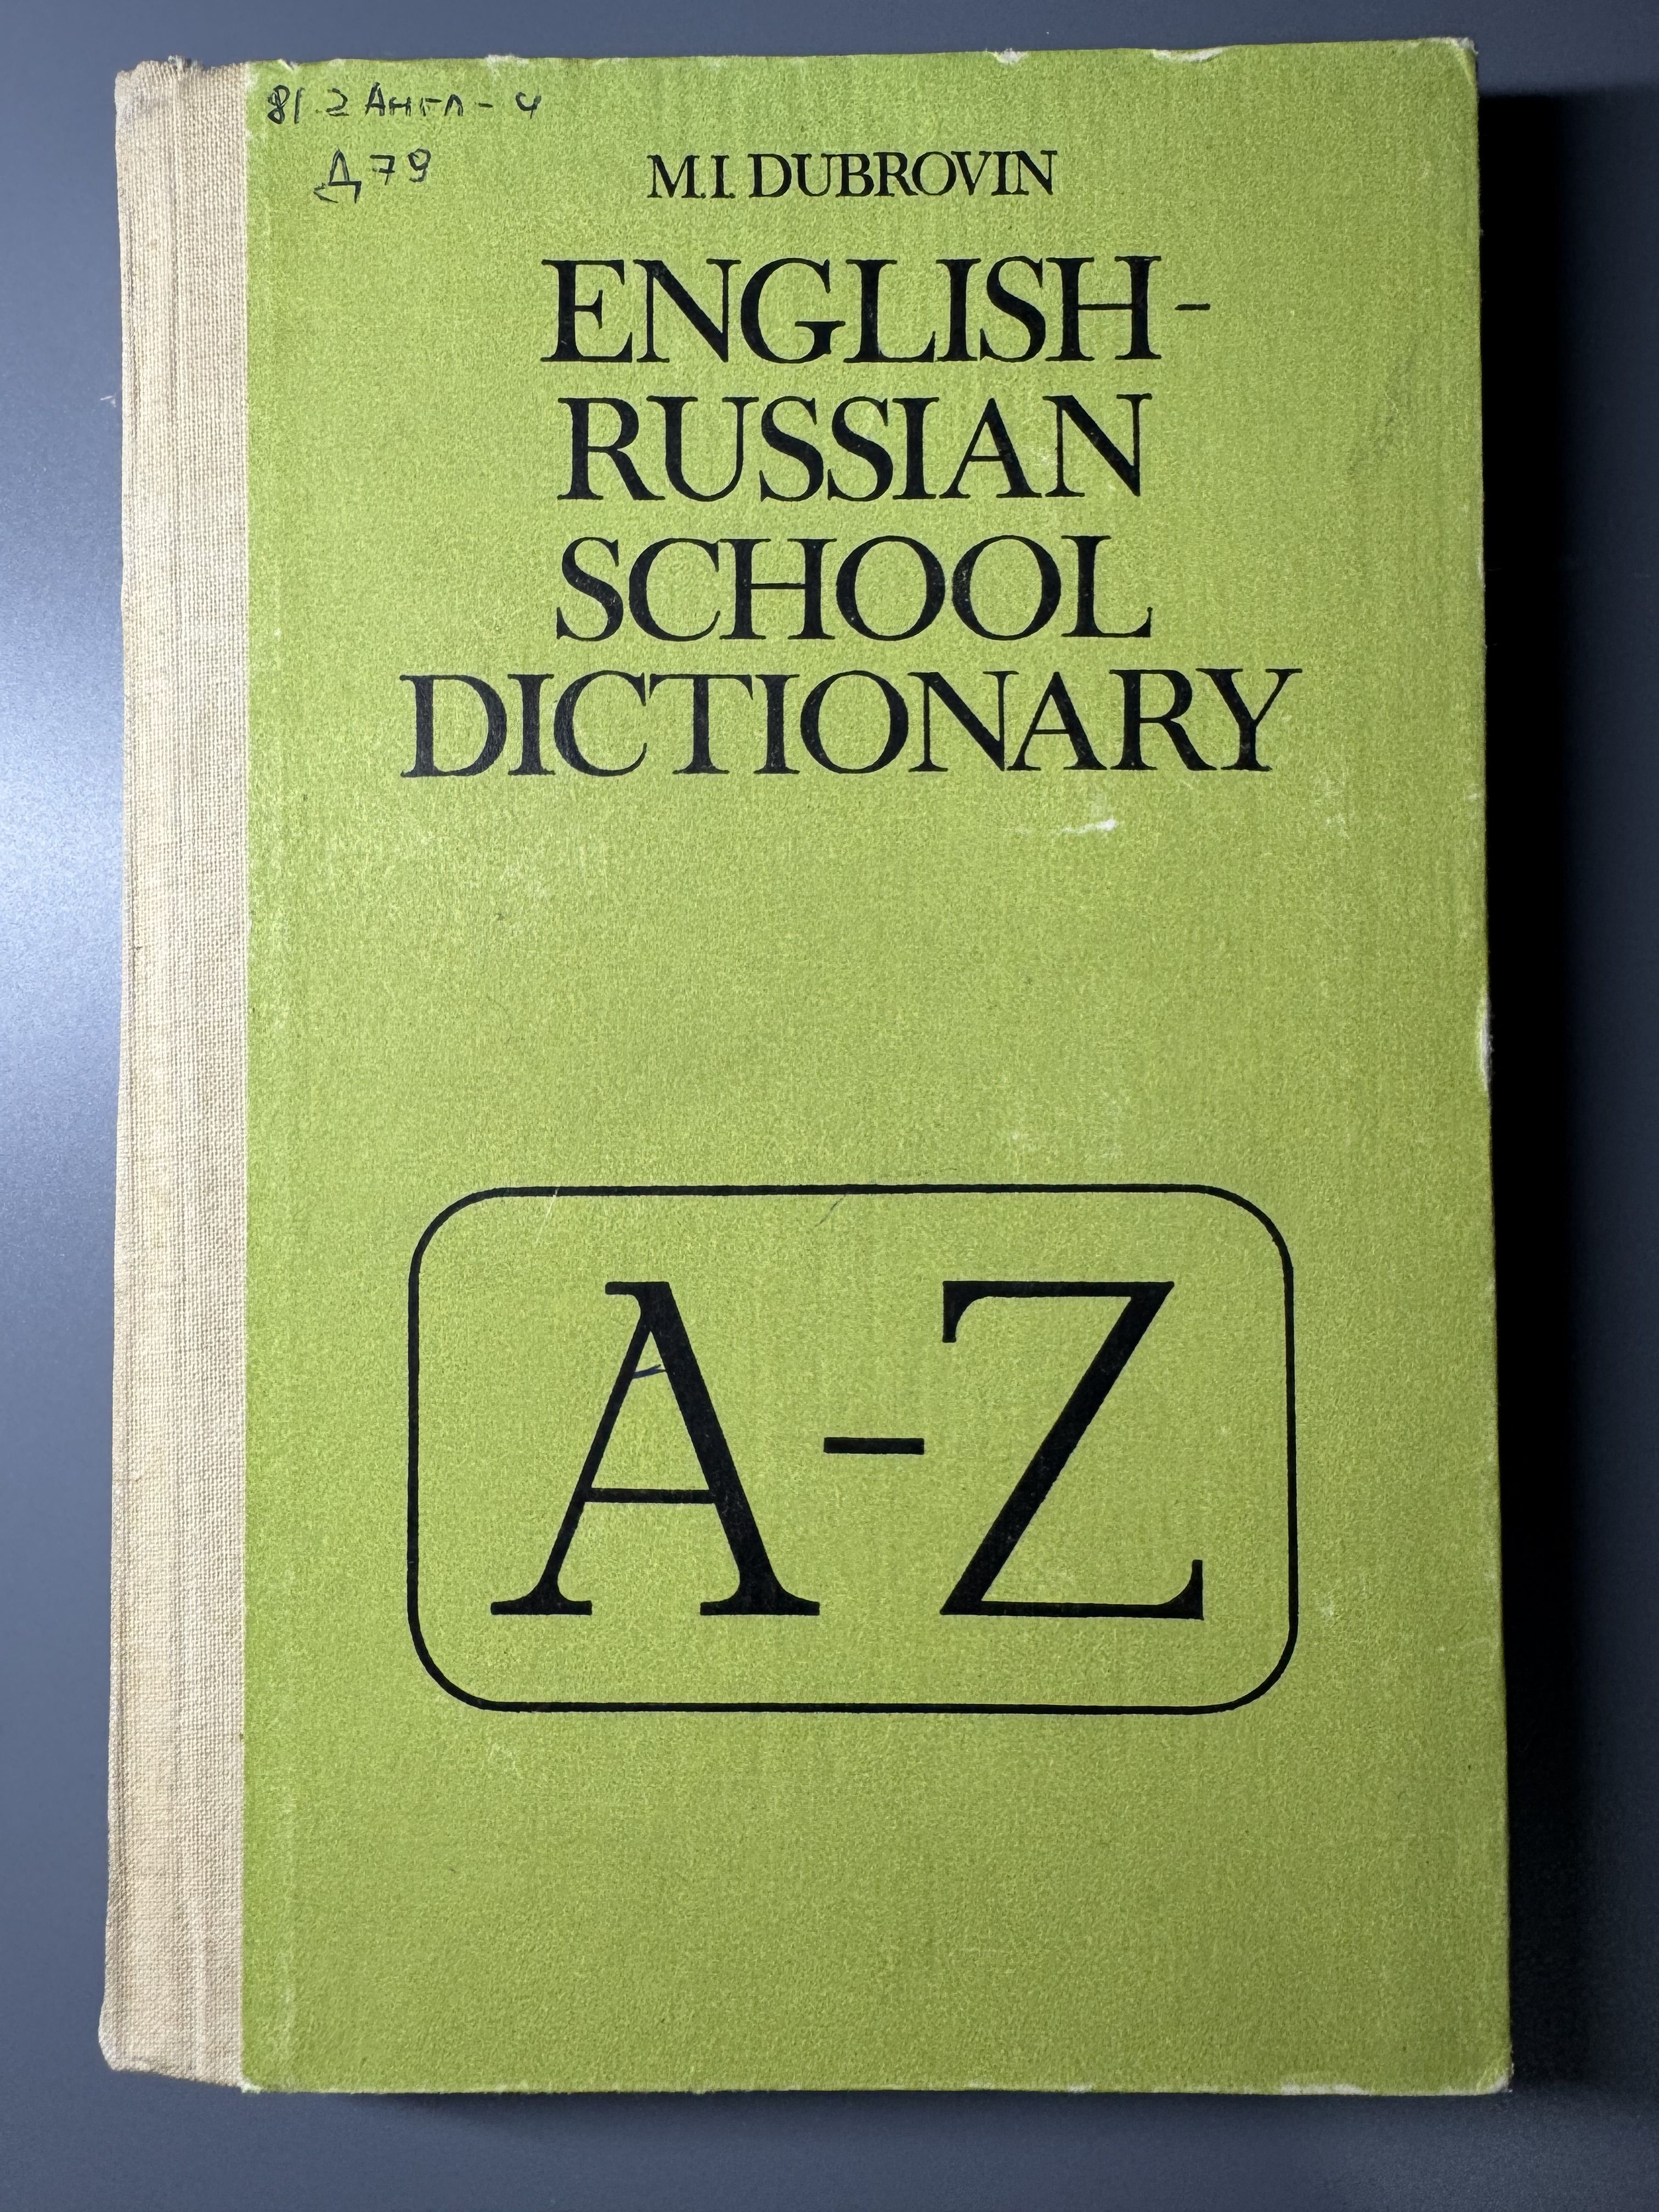 81.2 Англ-4
Д79
M.I. DUBROVIN
ENGLISH-
RUSSIAN
SCHOOL
DICTIONARY
A-Z